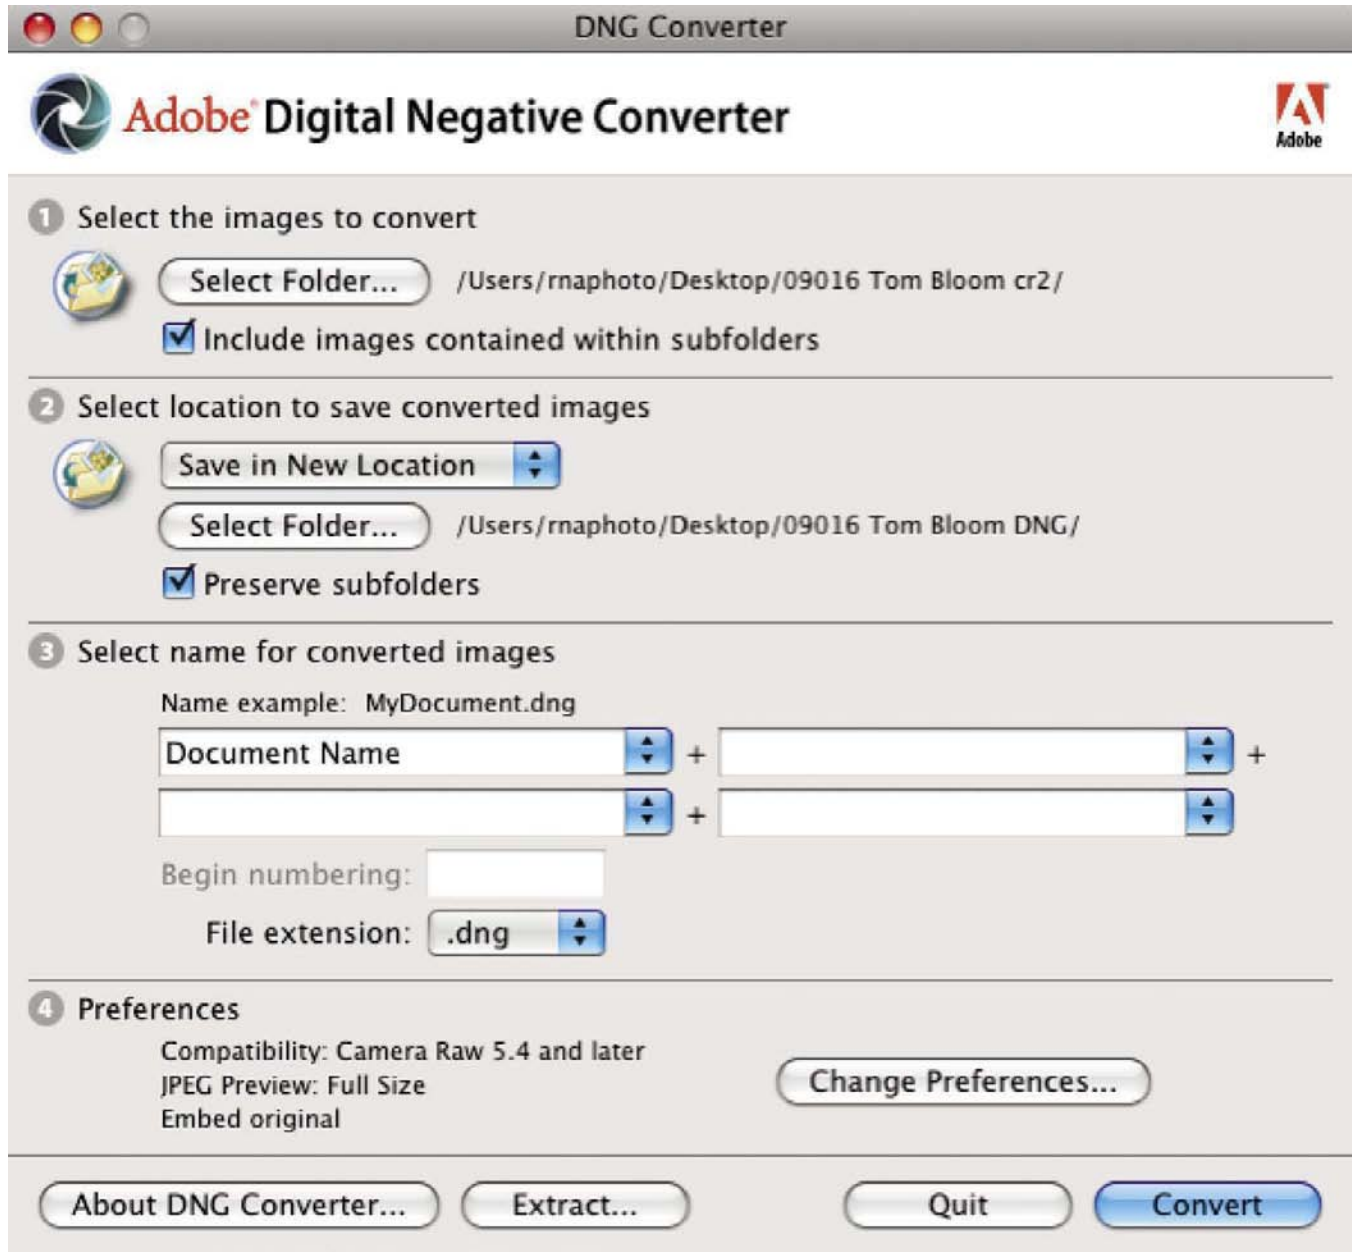 DNG Converter
Adobe® Digital Negative Converter
Adobe
1 Select the images to convert
Select Folder... /Users/rnaphoto/Desktop/09016 Tom Bloom cr2/
Include images contained within subfolders
2 Select location to save converted images
Save in New Location
Select Folder... /Users/rnaphoto/Desktop/09016 Tom Bloom DNG/
Preserve subfolders
3 Select name for converted images
Name example: MyDocument.dng
Document Name + +
+
Begin numbering:
File extension: .dng
4 Preferences
Compatibility: Camera Raw 5.4 and later
JPEG Preview: Full Size
Change Preferences...
Embed original
About DNG Converter... Extract... Quit Convert